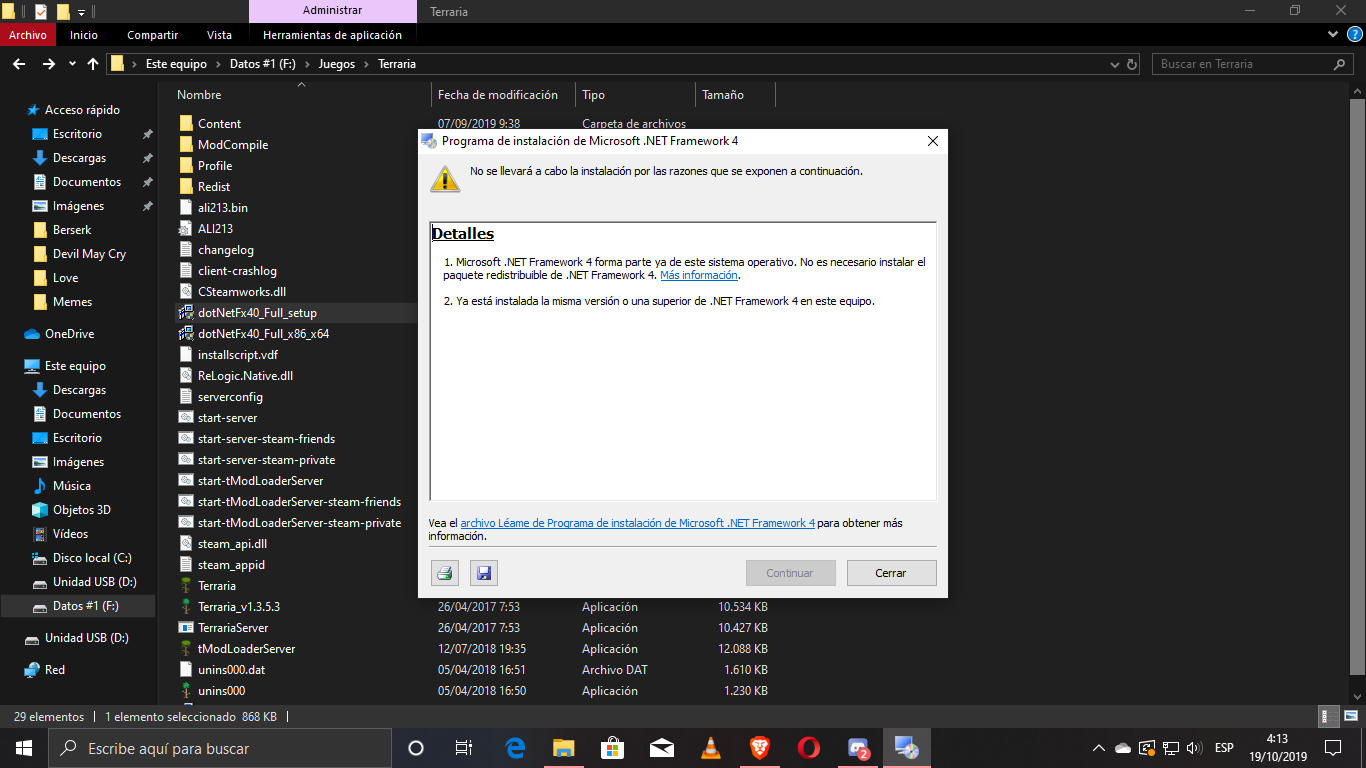 Administrar
Terraria
Archivo
Inicio
Compartir
Vista
Herramientas de aplicación
Este equipo > Datos #1 (F:) > Juegos > Terraria
Buscar en Terraria
Nombre
Fecha de modificación
Tipo
Tamaño
Acceso rápido
Escritorio
Descargas
Documentos
Imágenes
Berserk
Devil May Cry
Love
Memes
OneDrive
Este equipo
Descargas
Documentos
Escritorio
Imágenes
Música
Objetos 3D
Vídeos
Disco local (C:)
Unidad USB (D:)
Datos #1 (F:)
Unidad USB (D:)
Red
Content 07/09/2019 9:38 Carpeta de archivos
ModCompile
Profile
Redist
ali213.bin
ALI213
changelog
client-crashlog
CSteamworks.dll
dotNetFx40_Full_setup
dotNetFx40_Full_x86_x64
installscript.vdf
ReLogic.Native.dll
serverconfig
start-server
start-server-steam-friends
start-server-steam-private
start-tModLoaderServer
start-tModLoaderServer-steam-friends
start-tModLoaderServer-steam-private
steam_api.dll
steam_appid
Terraria
Terraria_v1.3.5.3 26/04/2017 7:53 Aplicación 10.534 KB
TerrariaServer 26/04/2017 7:53 Aplicación 10.427 KB
tModLoaderServer 12/07/2018 19:35 Aplicación 12.088 KB
unins000.dat 05/04/2018 16:51 Archivo DAT 1.610 KB
unins000 05/04/2018 16:50 Aplicación 1.230 KB
Programa de instalación de Microsoft .NET Framework 4
No se llevará a cabo la instalación por las razones que se exponen a continuación.
Detalles
1. Microsoft .NET Framework 4 forma parte ya de este sistema operativo. No es necesario instalar el
paquete redistribuible de .NET Framework 4. Más información.
2. Ya está instalada la misma versión o una superior de .NET Framework 4 en este equipo.
Vea el archivo Léame de Programa de instalación de Microsoft .NET Framework 4 para obtener más
información.
Continuar
Cerrar
29 elementos
1 elemento seleccionado 868 KB
Escribe aquí para buscar
2
ESP
4:13
19/10/2019